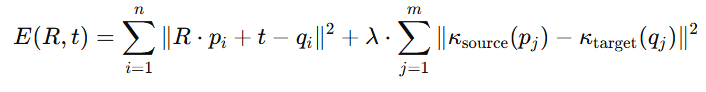 E(R, t) = \sum_{i=1}^{n} \|R \cdot p_i + t - q_i\|^2 + \lambda \cdot \sum_{j=1}^{m} \|\kappa_{\text{source}}(p_j) - \kappa_{\text{target}}(q_j)\|^2